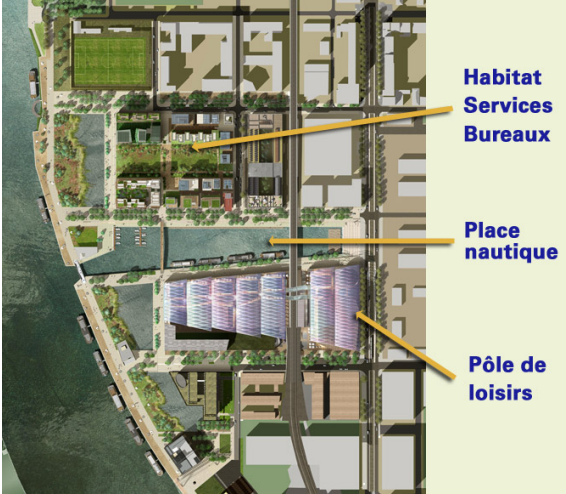 Habitat
Services
Bureaux
Place
nautique
Pôle de
loisirs